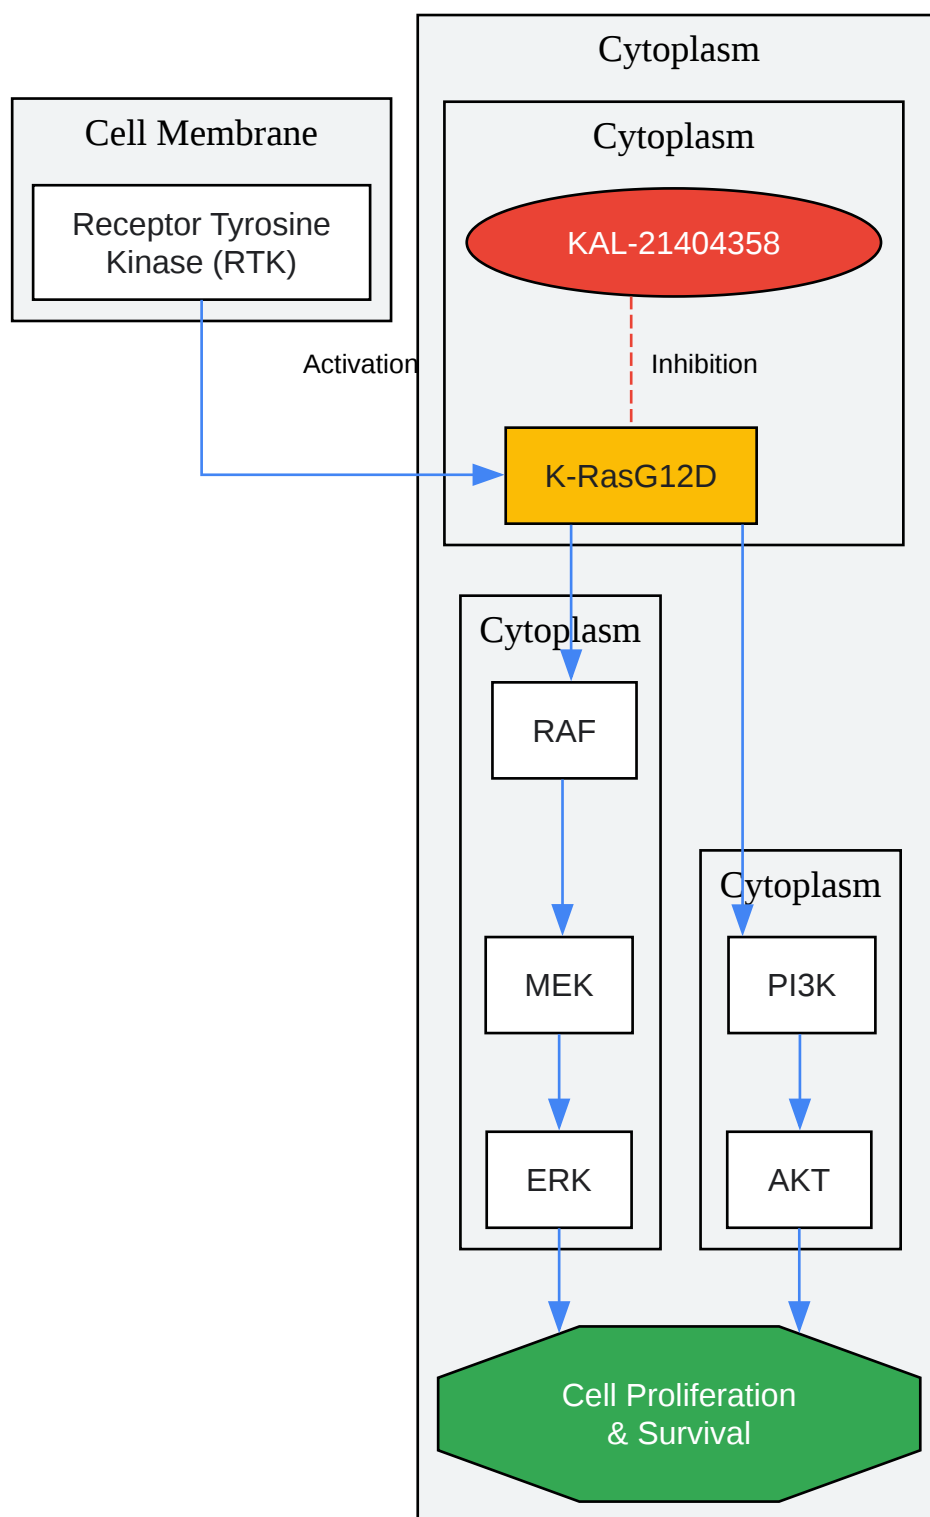 Cytoplasm
Cell Membrane
Cytoplasm
Receptor Tyrosine
Kinase (RTK)
KAL-21404358
Activation
Inhibition
K-RasG12D
Cytoplasm
RAF
Cytoplasm
MEK
PI3K
ERK
AKT
Cell Proliferation
& Survival